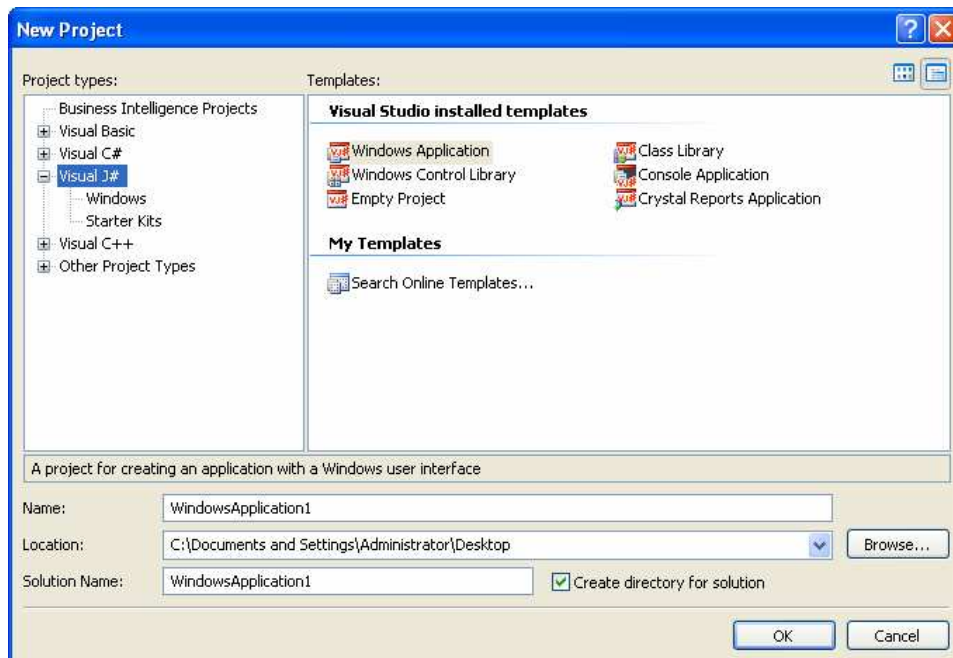 New Project
Project types:
Templates:
Business Intelligence Projects
Visual Basic
Visual C#
Visual J#
Windows
Starter Kits
Visual C++
Other Project Types
Visual Studio installed templates
Windows Application
Class Library
Windows Control Library
Console Application
Empty Project
Crystal Reports Application
My Templates
Search Online Templates...
A project for creating an application with a Windows user interface
Name: WindowsApplication1
Location: C:\Documents and Settings\Administrator\Desktop Browse...
Solution Name: WindowsApplication1 Create directory for solution
OK Cancel